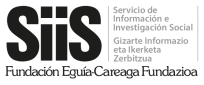 SiiS
Servicio de
Información e
Investigación Social
Gizarte Informazio
eta Ikerketa
Zerbitzua
Fundación Eguía-Careaga Fundazioa